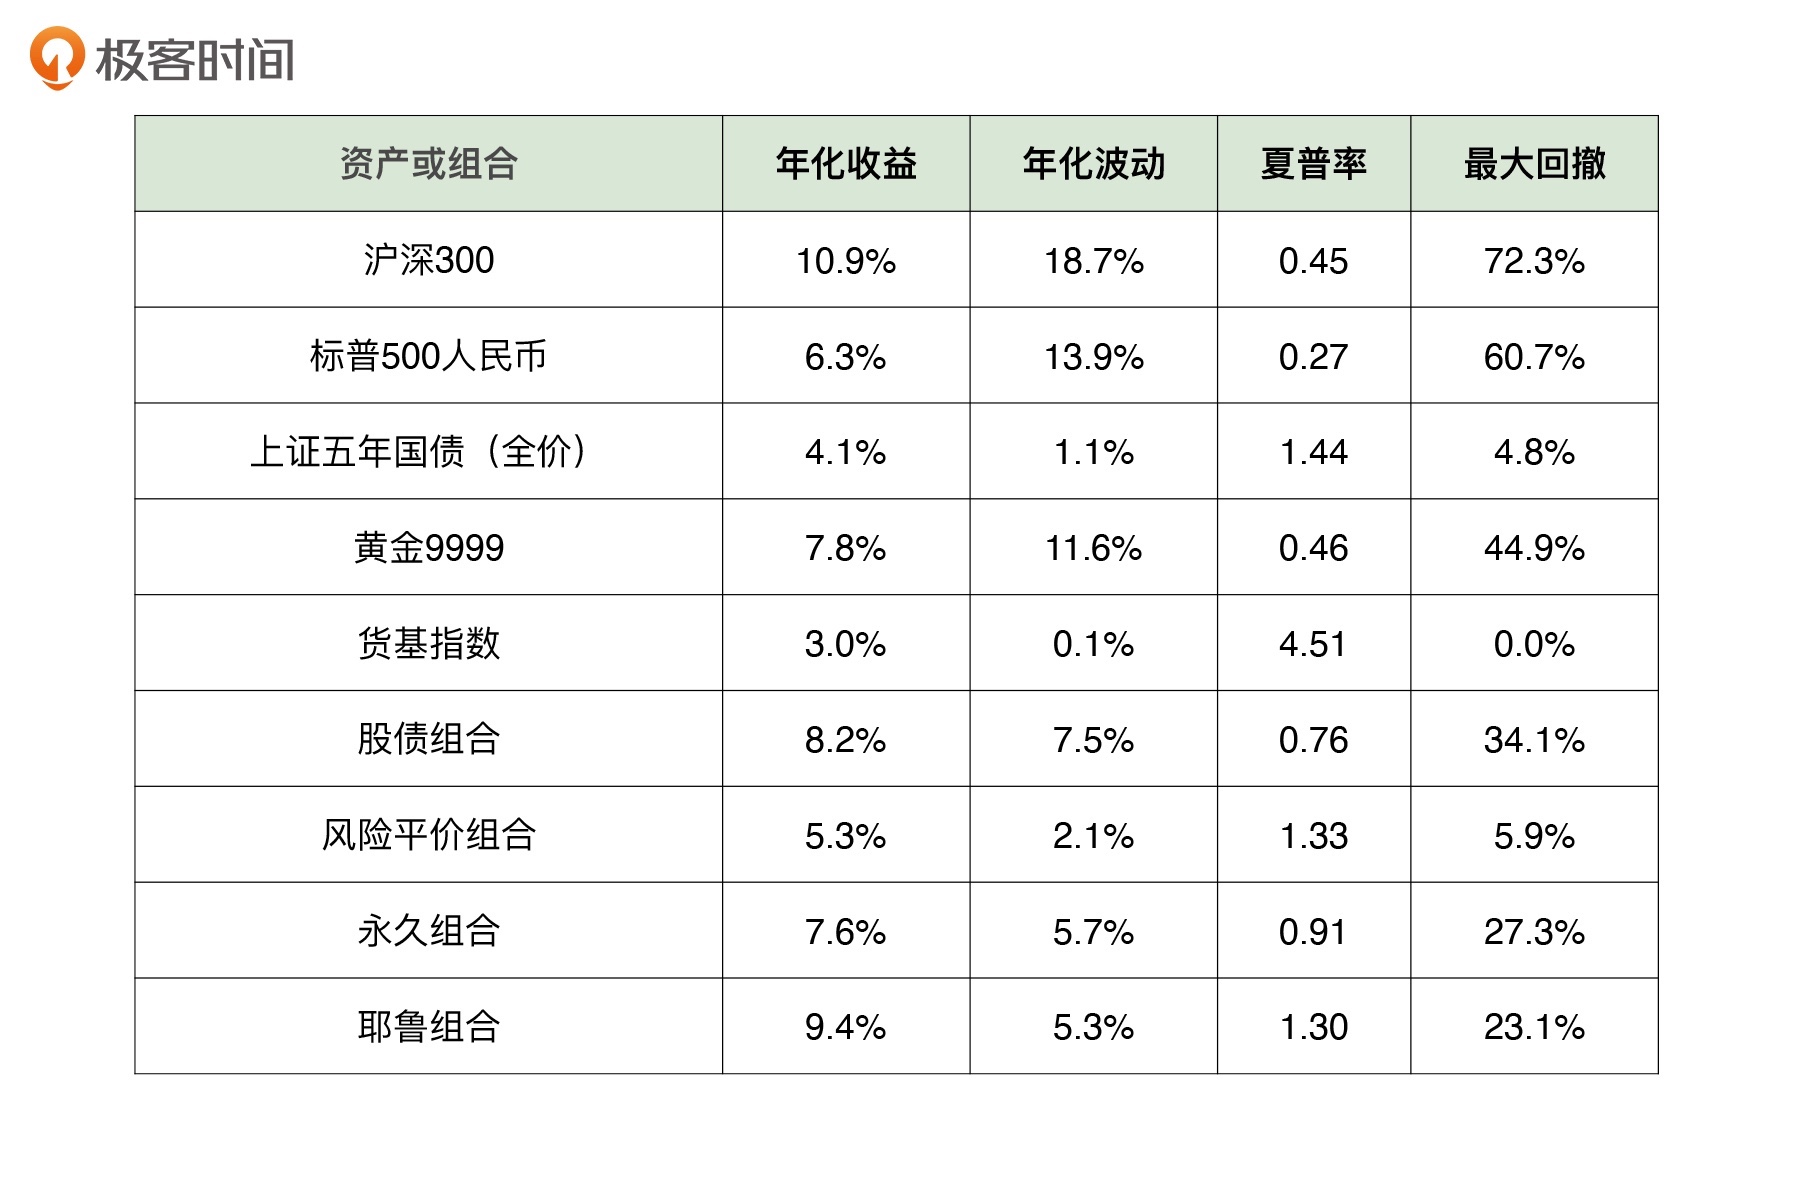 极客时间
资产或组合 年化收益 年化波动 夏普率 最大回撤
沪深300 10.9% 18.7% 0.45 72.3%
标普500人民币 6.3% 13.9% 0.27 60.7%
上证五年国债（全价） 4.1% 1.1% 1.44 4.8%
黄金9999 7.8% 11.6% 0.46 44.9%
货基指数 3.0% 0.1% 4.51 0.0%
股债组合 8.2% 7.5% 0.76 34.1%
风险平价组合 5.3% 2.1% 1.33 5.9%
永久组合 7.6% 5.7% 0.91 27.3%
耶鲁组合 9.4% 5.3% 1.30 23.1%